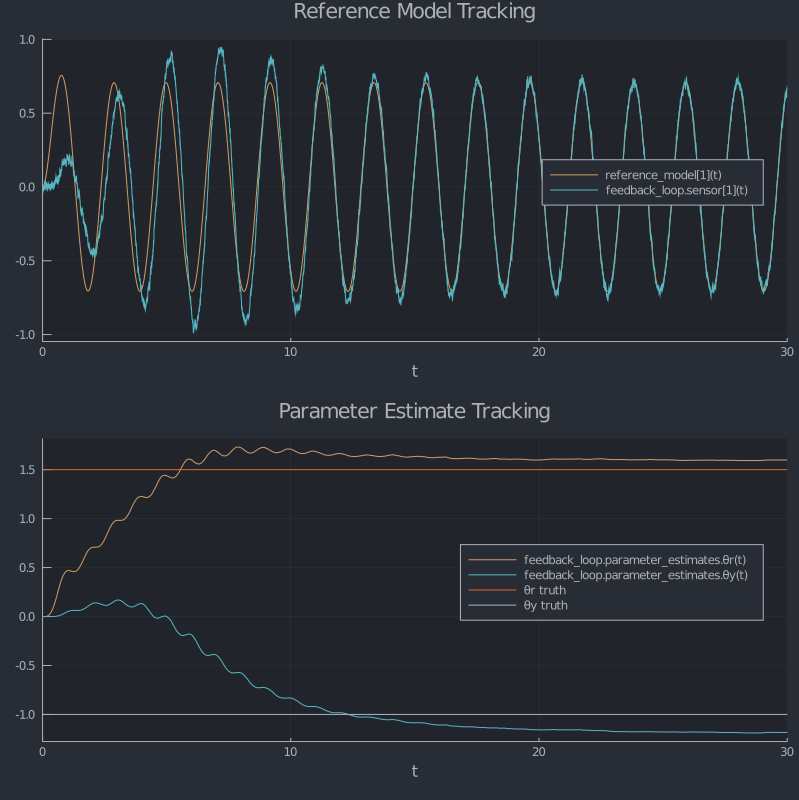 Reference Model Tracking
1.0
0.5
0.0
-0.5
-1.0
reference_model[1](t)
feedback_loop.sensor[1](t)
0 10 20 30
t
Parameter Estimate Tracking
1.5
1.0
0.5
0.0
-0.5
-1.0
feedback_loop.parameter_estimates.θr(t)
feedback_loop.parameter_estimates.θy(t)
θr truth
θy truth
0 10 20 30
t